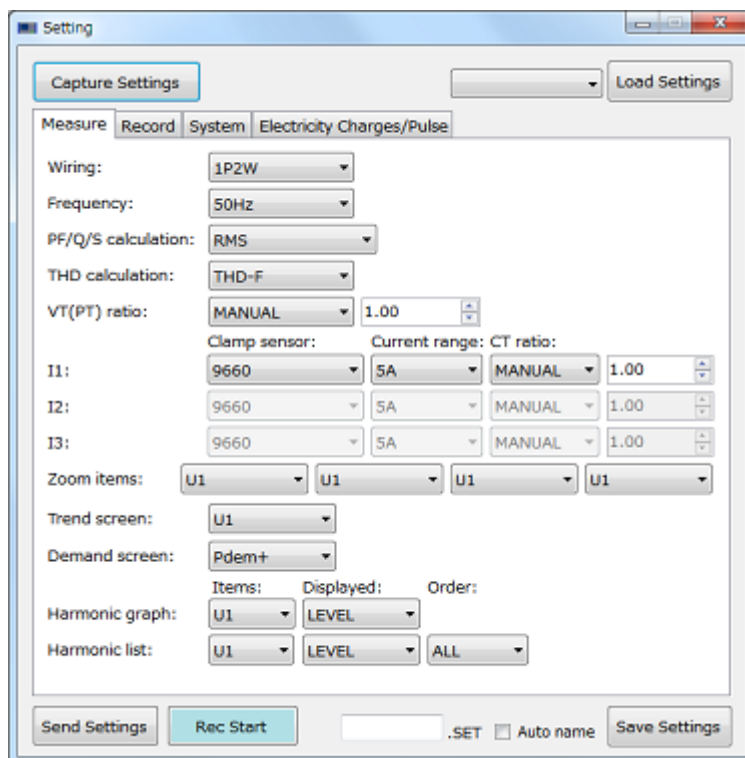 Setting
Capture Settings Load Settings
Measure Record System Electricity Charges/Pulse
Wiring: 1P2W
Frequency: 50Hz
PF/Q/S calculation: RMS
THD calculation: THD-F
VT(PT) ratio: MANUAL 1.00
Clamp sensor: Current range: CT ratio:
I1: 9660 5A MANUAL 1.00
I2: 9660 5A MANUAL 1.00
I3: 9660 5A MANUAL 1.00
Zoom items: U1 U1 U1 U1
Trend screen: U1
Demand screen: Pdem+
Items: Displayed: Order:
Harmonic graph: U1 LEVEL
Harmonic list: U1 LEVEL ALL
Send Settings Rec Start .SET Auto name Save Settings